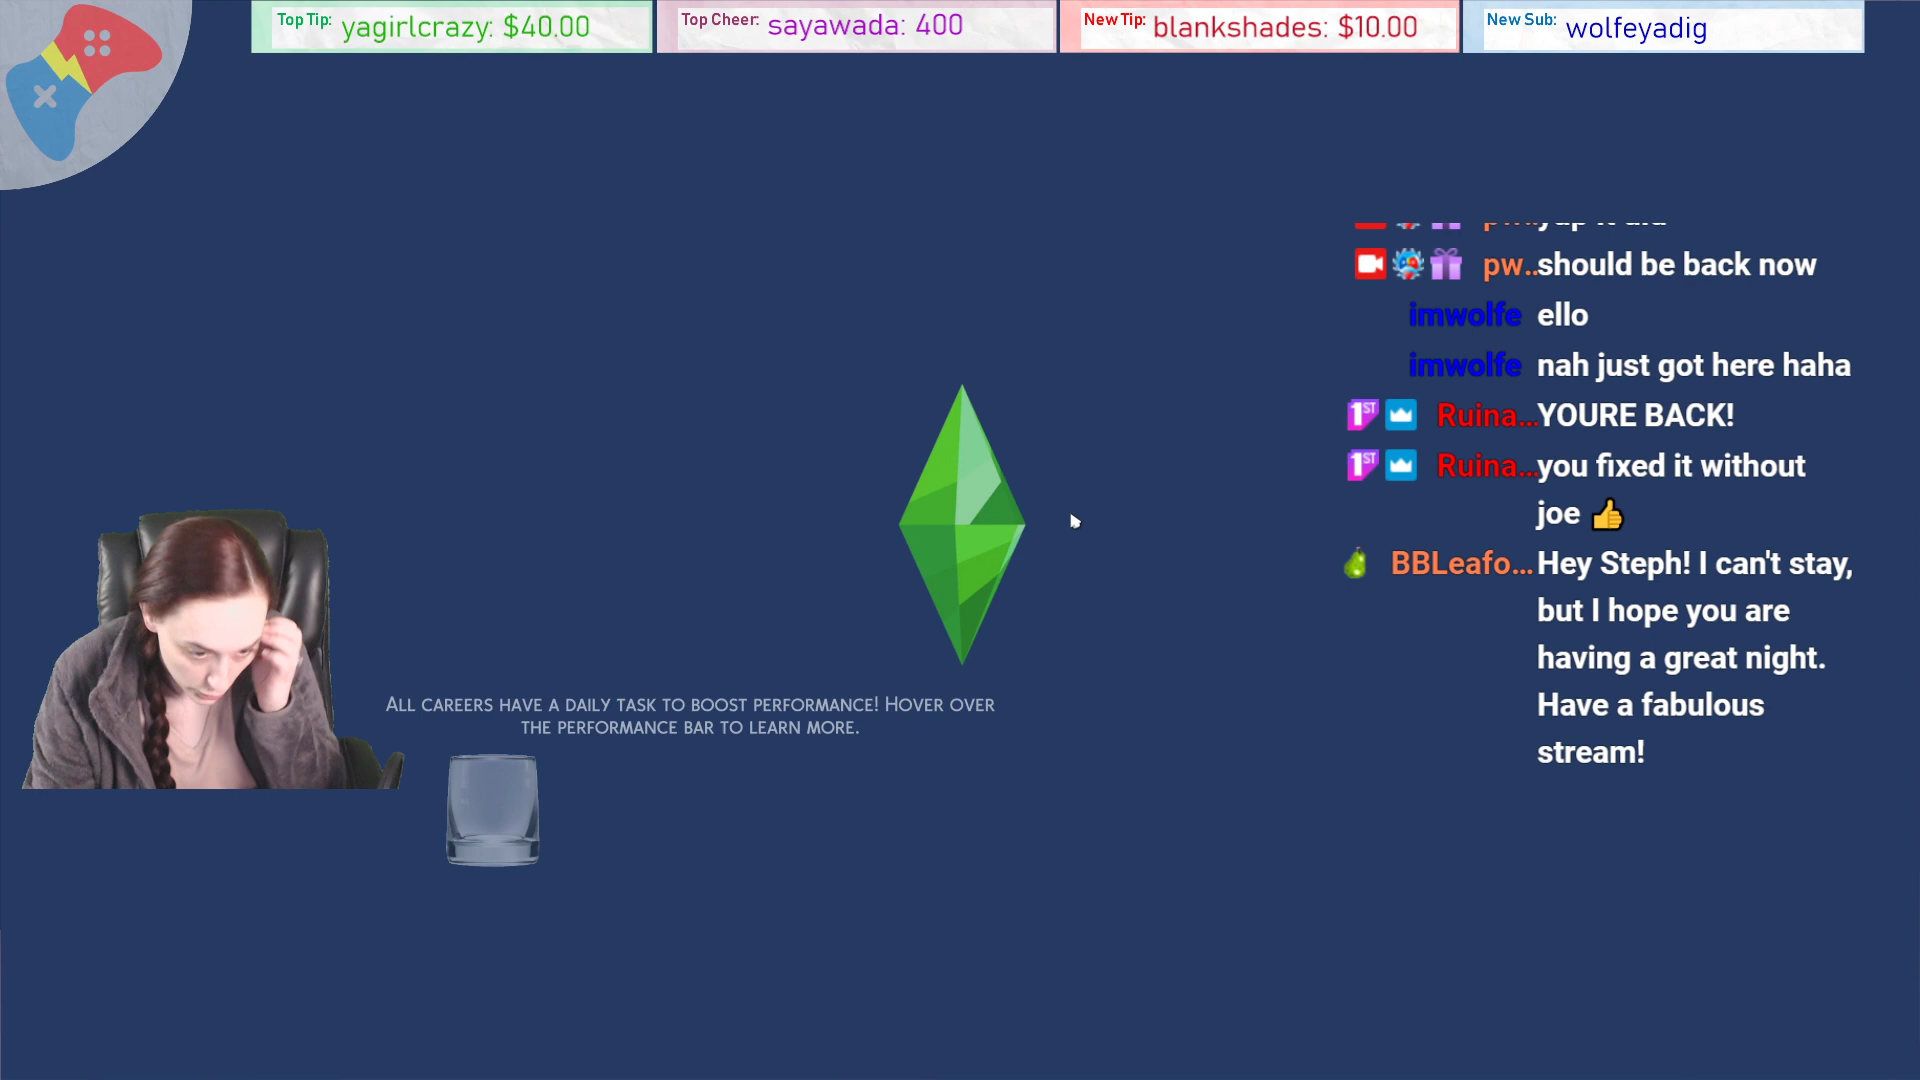 Top Tip: yagirlcrazy: $40.00
Top Cheer: sayawada: 400
New Tip: blankshades: $10.00
New Sub: wolfeyadig
pw..should be back now
imwolfe ello
imwolfe nah just got here haha
1ST Ruina...YOURE BACK!
1ST Ruina...you fixed it without
joe 👍
BBLeafo...Hey Steph! I can't stay,
but I hope you are
having a great night.
Have a fabulous
stream!
ALL CAREERS HAVE A DAILY TASK TO BOOST PERFORMANCE! HOVER OVER
THE PERFORMANCE BAR TO LEARN MORE.